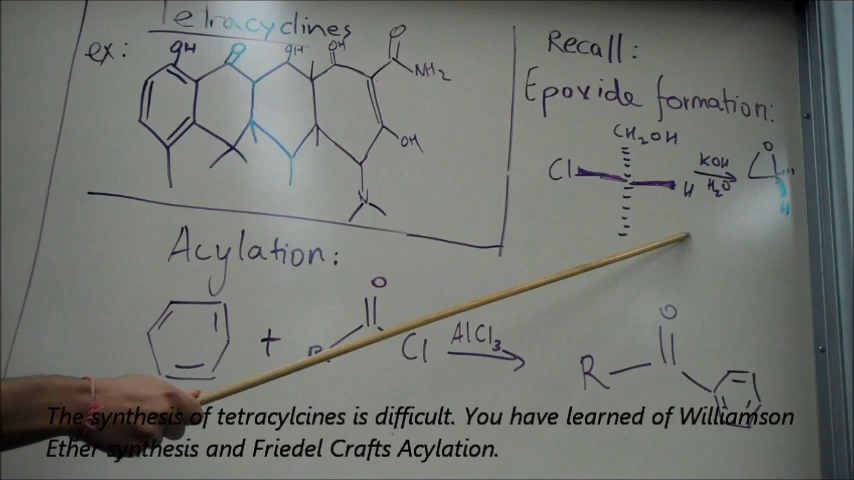 Tetracyclines
ex:
OH O OH OH O
NH2
OH
N
Recall:
Epoxide formation:
CH2OH
Cl
H
KOH
H2O
O
H
Acylation:
O
+ R Cl
AlCl3
O
R
The synthesis of tetracylcines is difficult. You have learned of Williamson
Ether synthesis and Friedel Crafts Acylation.